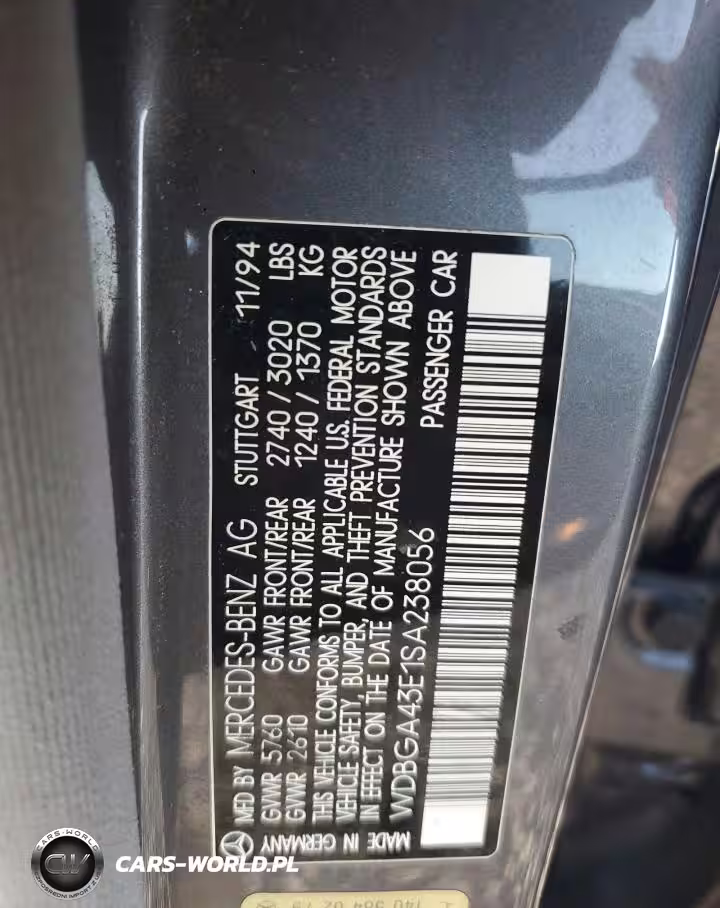 MFD BY MERCEDES-BENZ AG STUTTGART 11/94
GVWR 5760 GAWR FRONT/REAR 2740 / 3020 LBS
GVWR 2610 GAWR FRONT/REAR 1240 / 1370 KG
THIS VEHICLE CONFORMS TO ALL APPLICABLE U.S. FEDERAL MOTOR
VEHICLE SAFETY, BUMPER, AND THEFT PREVENTION STANDARDS
IN EFFECT ON THE DATE OF MANUFACTURE SHOWN ABOVE
WDBGA43E1SA238056 PASSENGER CAR
MADE IN GERMANY
CARS-WORLD
CW
CARS-WORLD.PL